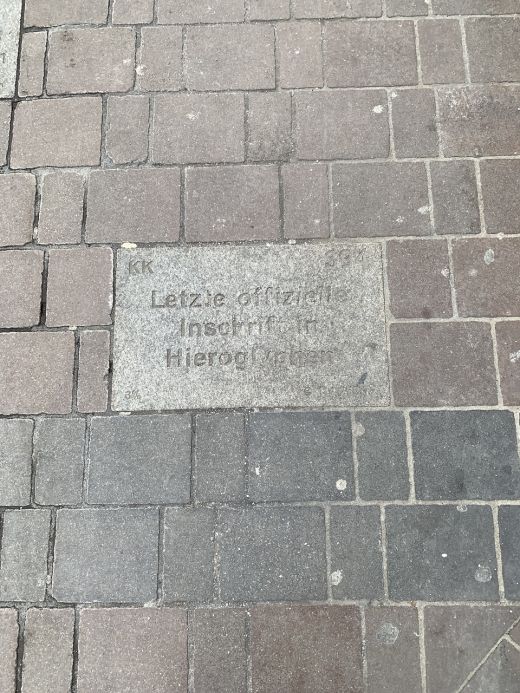 KK 394
Letzte offizielle
Inschrift in
Hieroglyphen